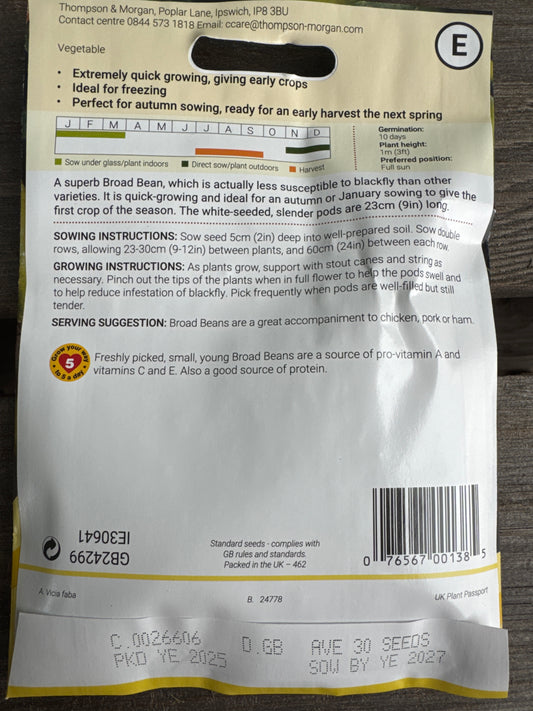 Thompson & Morgan, Poplar Lane, Ipswich, IP8 3BU
Contact centre 0844 573 1818 Email: ccare@thompson-morgan.com
E
Vegetable
• Extremely quick growing, giving early crops
• Ideal for freezing
• Perfect for autumn sowing, ready for an early harvest the next spring
J F M A M J J A S O N D
Sow under glass/plant indoors Direct sow/plant outdoors Harvest
Germination:
10 days
Plant height:
1m (3ft)
Preferred position:
Full sun
A superb Broad Bean, which is actually less susceptible to blackfly than other
varieties. It is quick-growing and ideal for an autumn or January sowing to give the
first crop of the season. The white-seeded, slender pods are 23cm (9in) long.
SOWING INSTRUCTIONS: Sow seed 5cm (2in) deep into well-prepared soil. Sow double
rows, allowing 23-30cm (9-12in) between plants, and 60cm (24in) between each row.
GROWING INSTRUCTIONS: As plants grow, support with stout canes and string as
necessary. Pinch out the tips of the plants when in full flower to help the pods swell and
to help reduce infestation of blackfly. Pick frequently when pods are well-filled but still
tender.
SERVING SUGGESTION: Broad Beans are a great accompaniment to chicken, pork or ham.
Grow your way
5
to 5 a day
Freshly picked, small, young Broad Beans are a source of pro-vitamin A and
vitamins C and E. Also a good source of protein.
GB24299
IE30641
Standard seeds - complies with
GB rules and standards.
Packed in the UK – 462
0 76567 00138 5
A. Vicia faba
B. 24778
UK Plant Passport
C.0026606 D.GB AVE 30 SEEDS
PKD YE 2025 SOW BY YE 2027